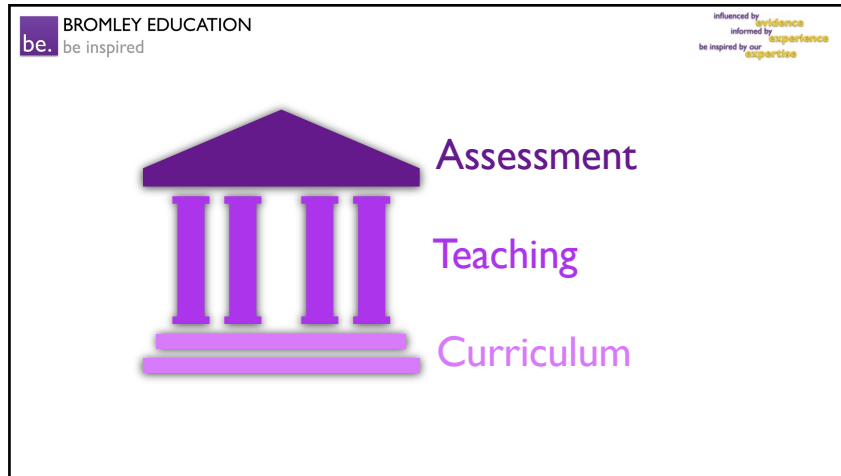 be.
BROMLEY EDUCATION
be inspired
influenced by
evidence
informed by
experience
be inspired by our
expertise
Assessment
Teaching
Curriculum